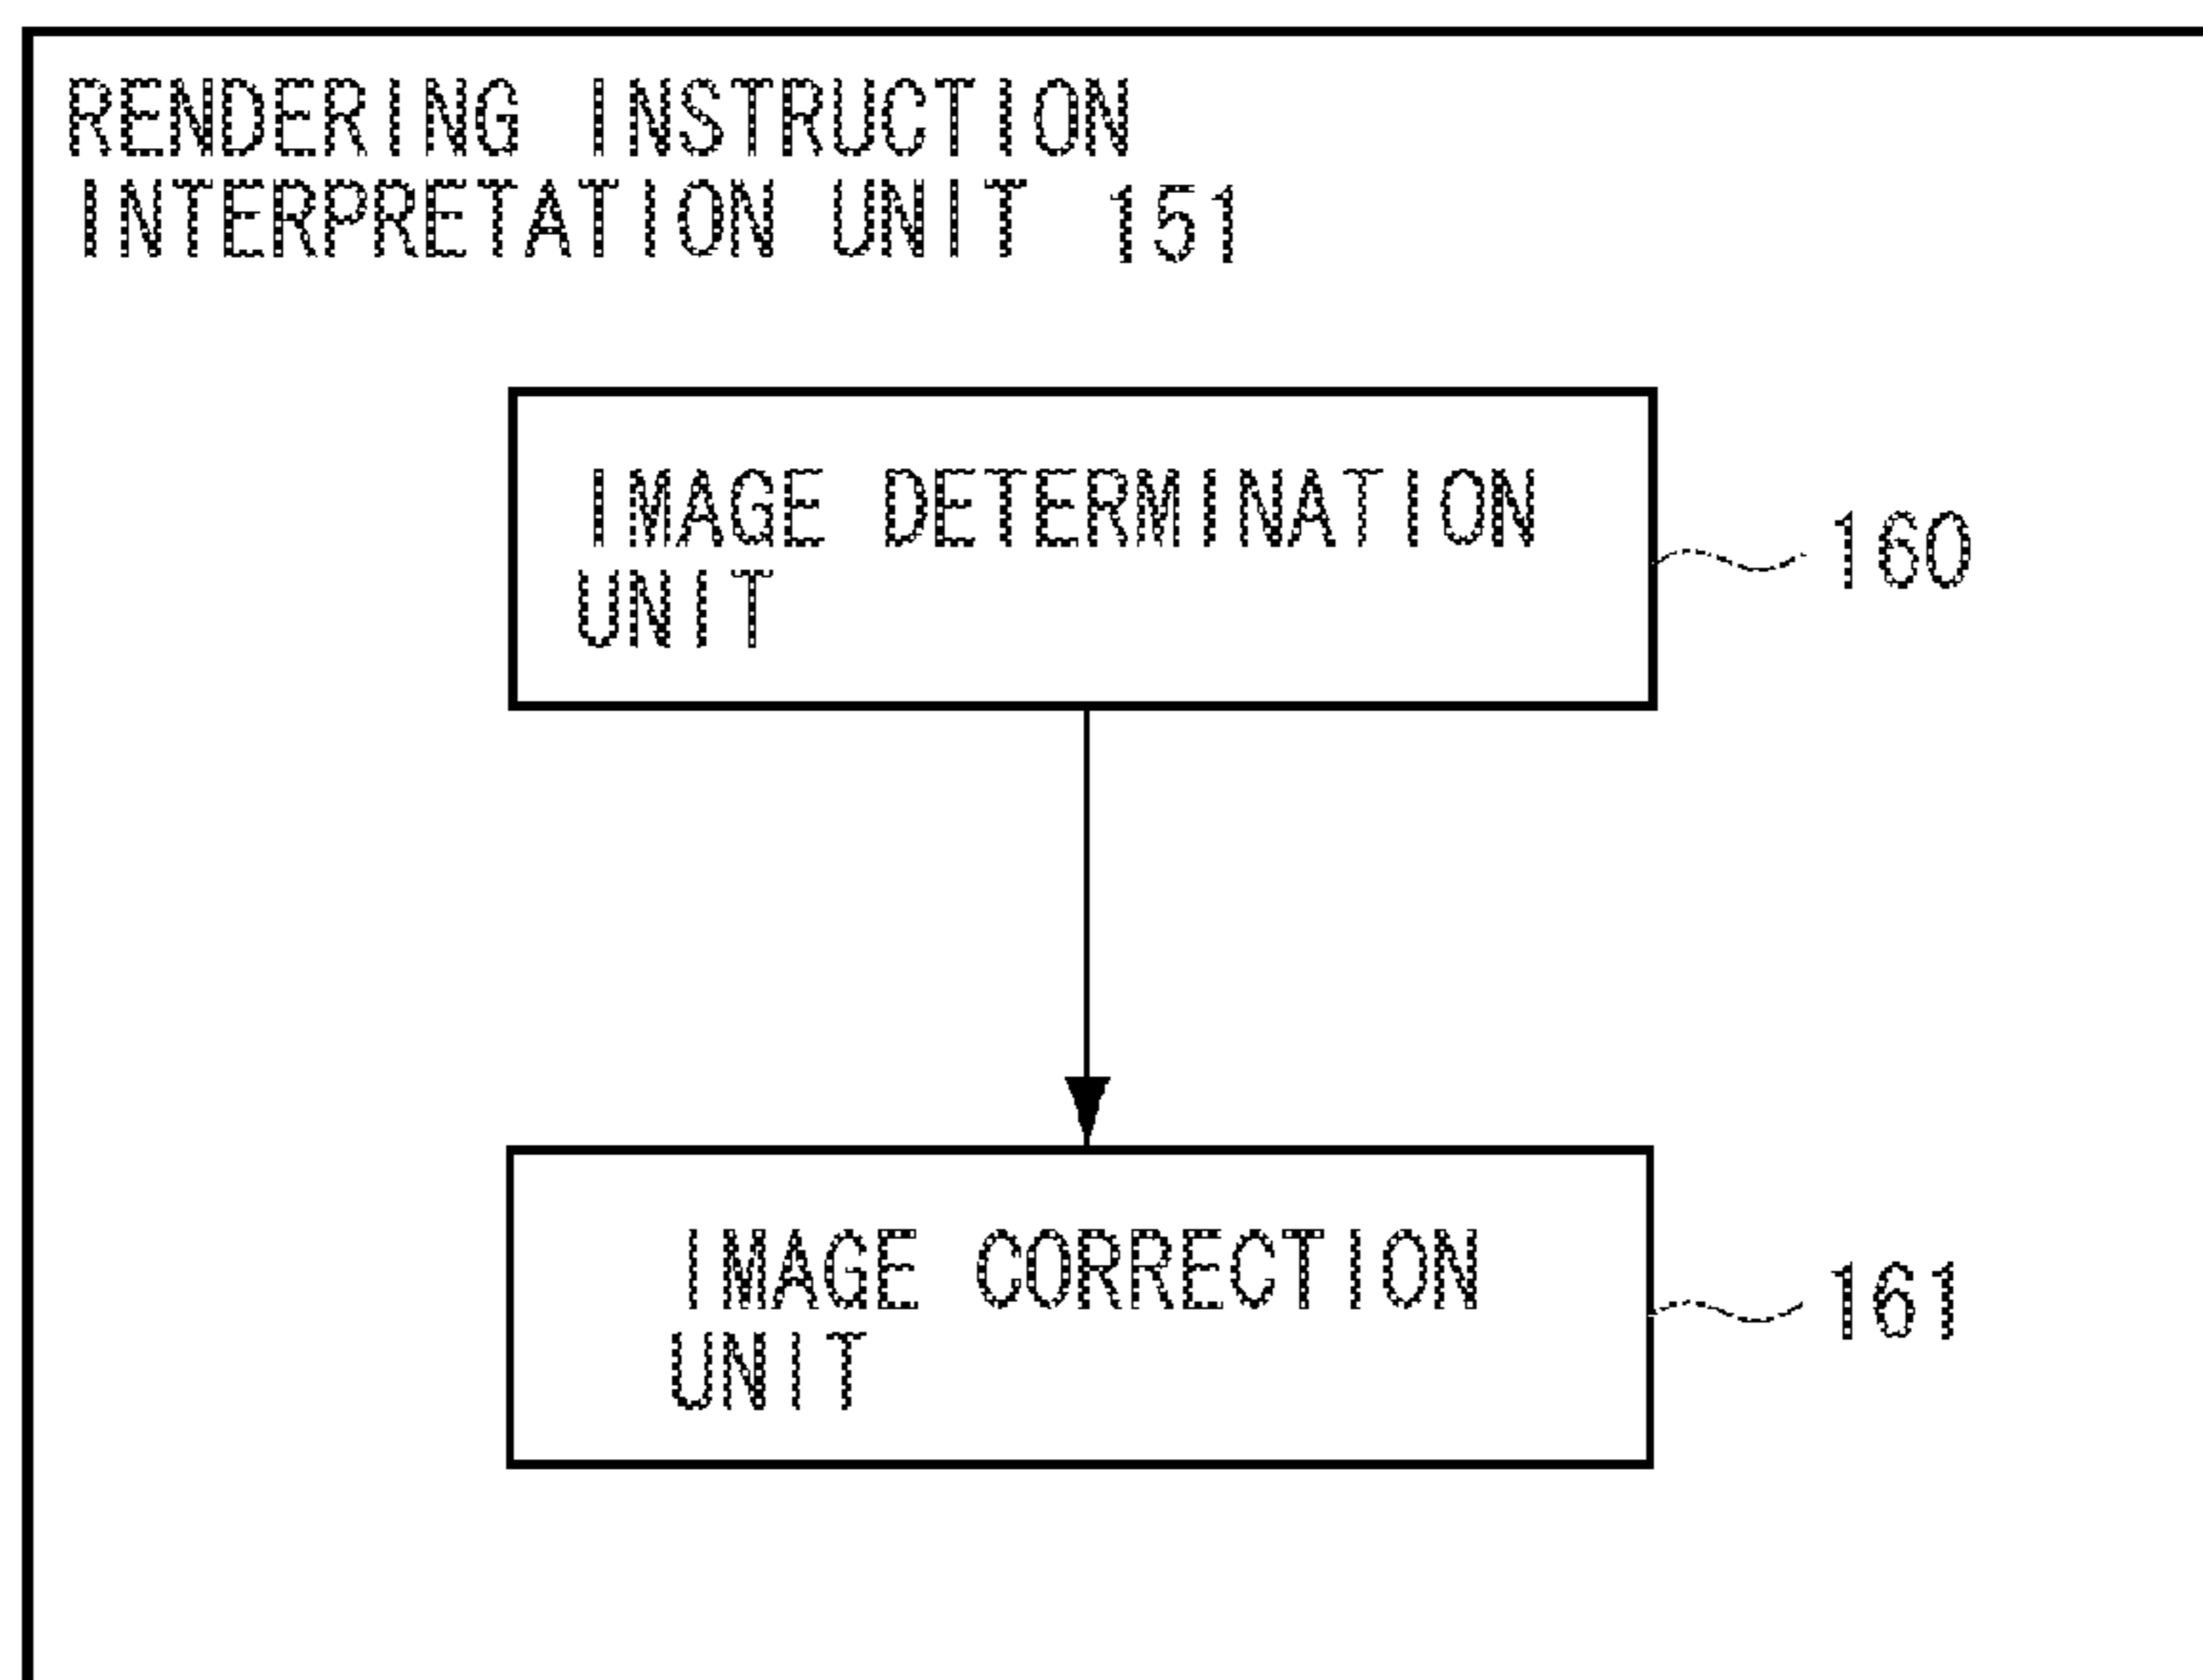 RENDERING INSTRUCTION
INTERPRETATION UNIT 151
IMAGE DETERMINATION
UNIT
160
IMAGE CORRECTION
UNIT
161